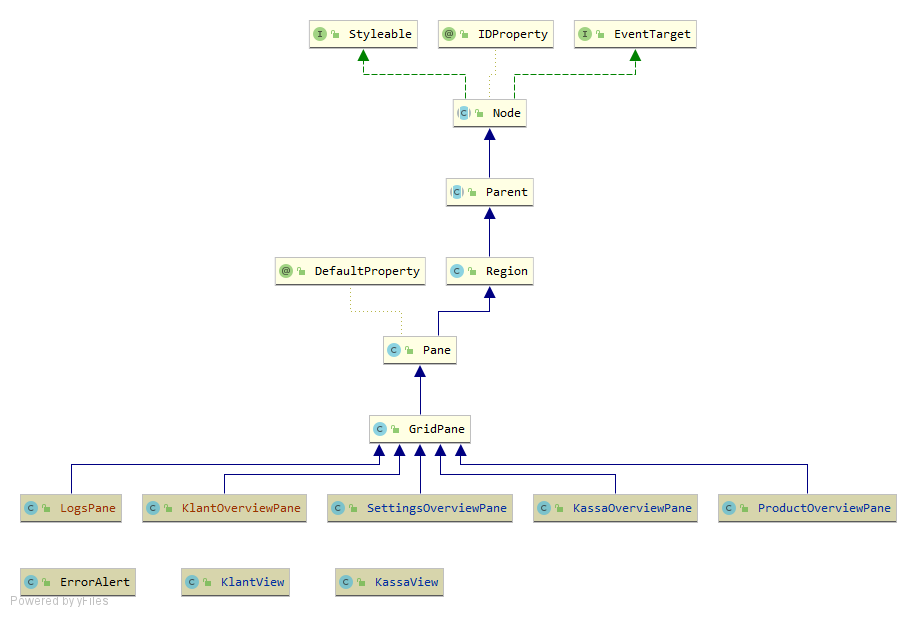 Styleable
IDProperty
EventTarget
Node
Parent
DefaultProperty
Region
Pane
GridPane
LogsPane
KlantOverviewPane
SettingsOverviewPane
KassaOverviewPane
ProductOverviewPane
ErrorAlert
KlantView
KassaView
Powered by yFiles